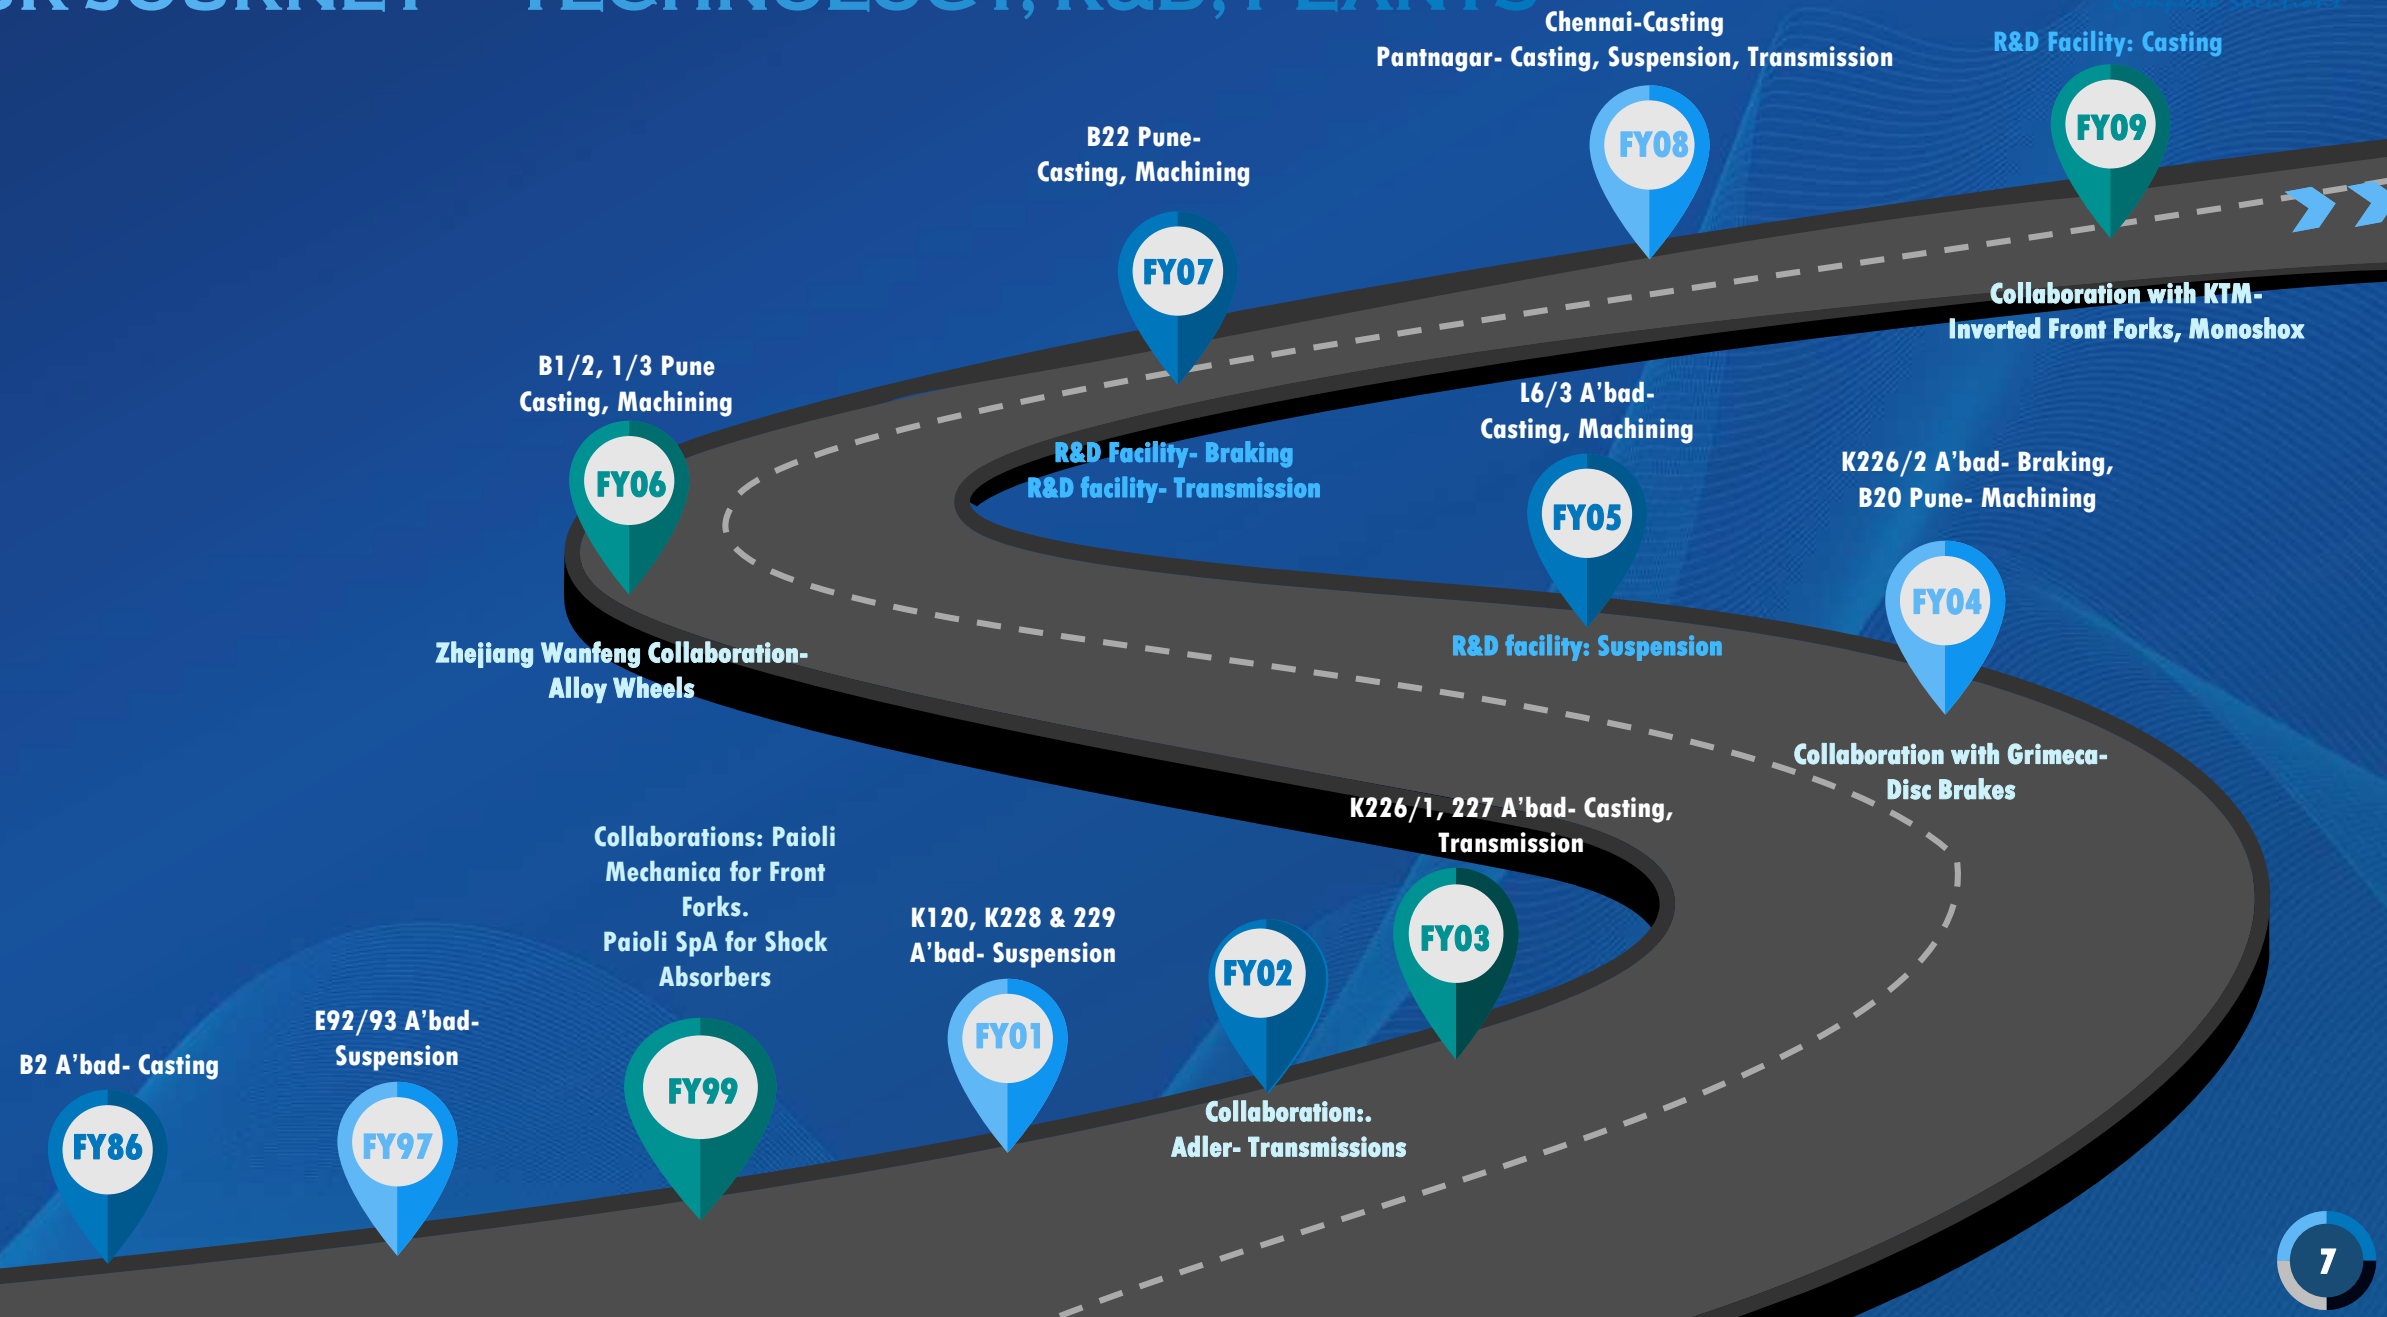 OUR JOURNEY – TECHNOLOGY, R&D, PLANTS
Chennai-Casting
Pantnagar- Casting, Suspension, Transmission
FY08
R&D Facility: Casting
FY09
Collaboration with KTM-
Inverted Front Forks, Monoshox
B22 Pune-
Casting, Machining
FY07
R&D Facility- Braking
R&D facility- Transmission
B1/2, 1/3 Pune
Casting, Machining
FY06
Zhejiang Wanfeng Collaboration-
Alloy Wheels
L6/3 A’bad-
Casting, Machining
FY05
R&D facility: Suspension
K226/2 A’bad- Braking,
B20 Pune- Machining
FY04
Collaboration with Grimeca-
Disc Brakes
K226/1, 227 A’bad- Casting,
Transmission
FY03
FY02
Collaboration:.
Adler- Transmissions
K120, K228 & 229
A’bad- Suspension
FY01
Collaborations: Paioli
Mechanica for Front
Forks.
Paioli SpA for Shock
Absorbers
FY99
E92/93 A’bad-
Suspension
FY97
B2 A’bad- Casting
FY86
7